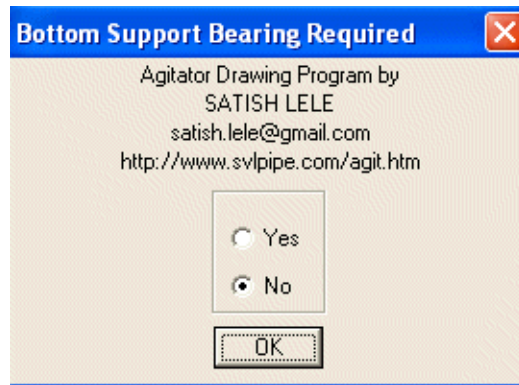 Bottom Support Bearing Required
Agitator Drawing Program by
SATISH LELE
satish.lele@gmail.com
http://www.svlpipe.com/agit.htm
Yes
No
OK